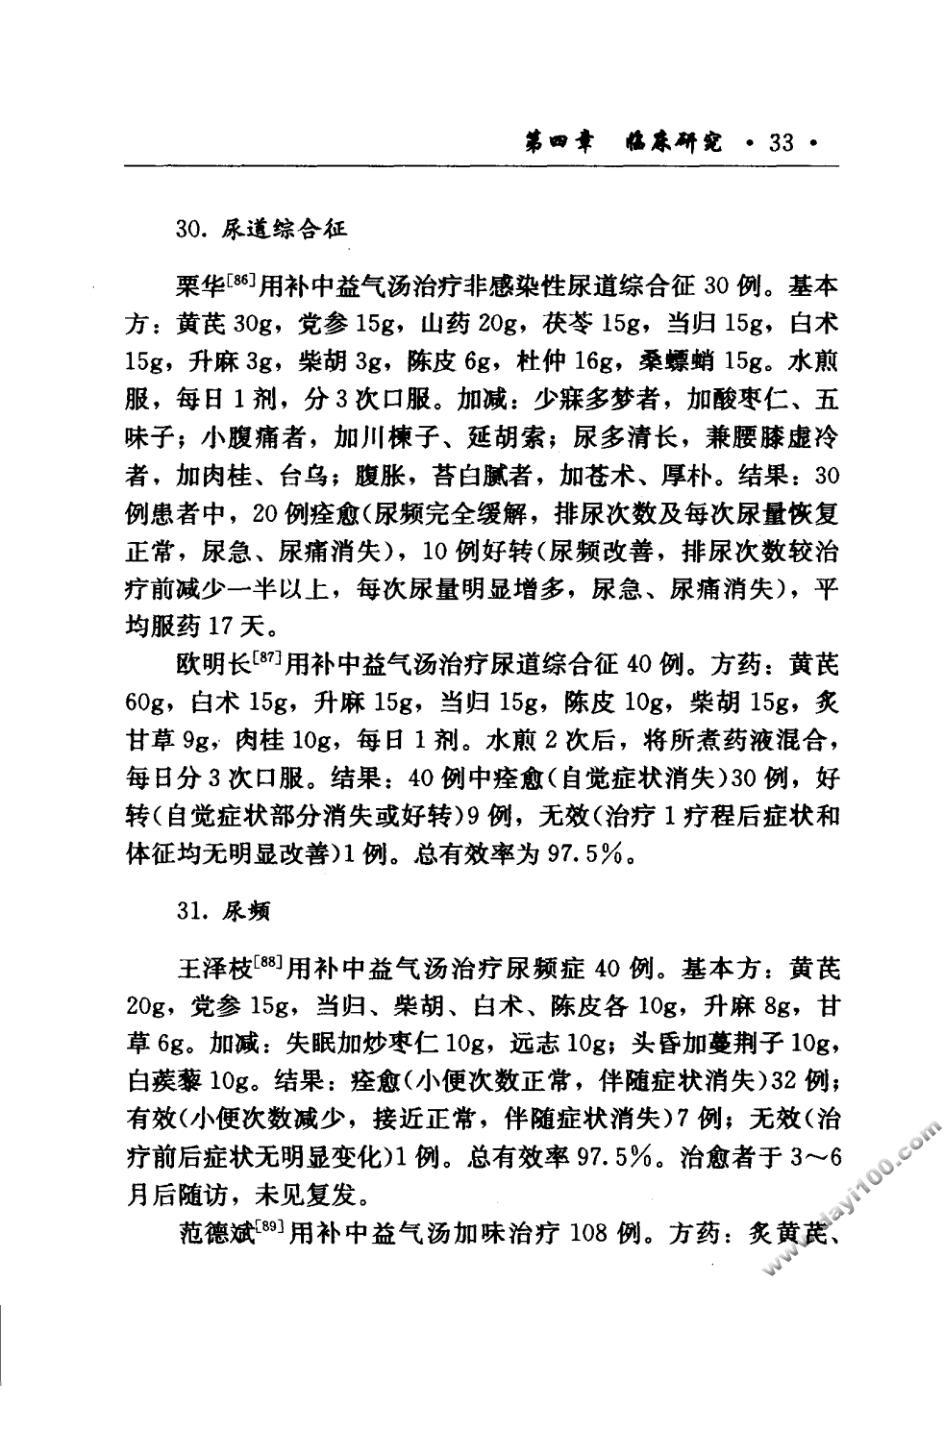 第四章 临床研究 · 33 ·
30. 尿道综合征
栗华[86]用补中益气汤治疗非感染性尿道综合征 30 例。基本
方：黄芪 30g，党参 15g，山药 20g，茯苓 15g，当归 15g，白术
15g，升麻 3g，柴胡 3g，陈皮 6g，杜仲 16g，桑螵蛸 15g。水煎
服，每日 1 剂，分 3 次口服。加减：少寐多梦者，加酸枣仁、五
味子；小腹痛者，加川楝子、延胡索；尿多清长，兼腰膝虚冷
者，加肉桂、台乌；腹胀，苔白腻者，加苍术、厚朴。结果：30
例患者中，20 例痊愈(尿频完全缓解，排尿次数及每次尿量恢复
正常，尿急、尿痛消失)，10 例好转(尿频改善，排尿次数较治
疗前减少一半以上，每次尿量明显增多，尿急、尿痛消失)，平
均服药 17 天。
欧明长[87]用补中益气汤治疗尿道综合征 40 例。方药：黄芪
60g，白术 15g，升麻 15g，当归 15g，陈皮 10g，柴胡 15g，炙
甘草 9g，肉桂 10g，每日 1 剂。水煎 2 次后，将所煮药液混合，
每日分 3 次口服。结果：40 例中痊愈(自觉症状消失)30 例，好
转(自觉症状部分消失或好转)9 例，无效(治疗 1 疗程后症状和
体征均无明显改善)1 例。总有效率为 97.5%。
31. 尿频
王泽枝[88]用补中益气汤治疗尿频症 40 例。基本方：黄芪
20g，党参 15g，当归、柴胡、白术、陈皮各 10g，升麻 8g，甘
草 6g。加减：失眠加炒枣仁 10g，远志 10g；头昏加蔓荆子 10g，
白蒺藜 10g。结果：痊愈(小便次数正常，伴随症状消失)32 例；
有效(小便次数减少，接近正常，伴随症状消失)7 例；无效(治
疗前后症状无明显变化)1 例。总有效率 97.5%。治愈者于 3～6
月后随访，未见复发。
范德斌[89]用补中益气汤加味治疗 108 例。方药：炙黄芪、
www.dayi100.com